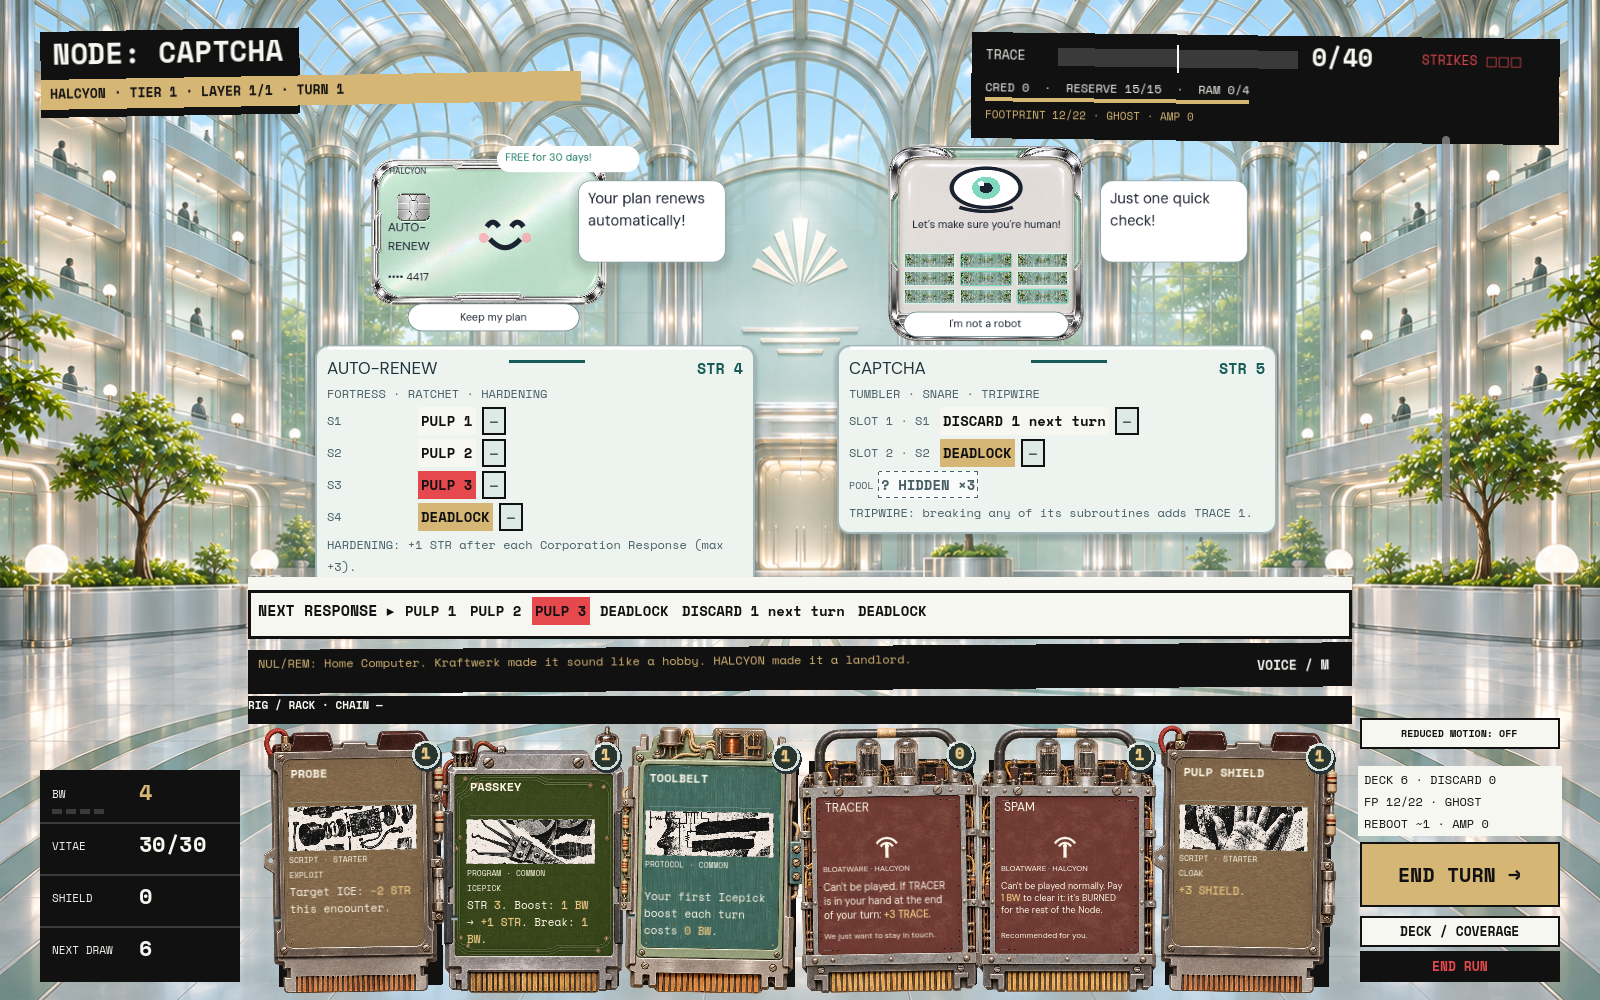 NODE: CAPTCHA
HALCYON · TIER 1 · LAYER 1/1 · TURN 1
TRACE 0/40 STRIKES □□□
CRED 0 · RESERVE 15/15 · RAM 0/4
FOOTPRINT 12/22 · GHOST · AMP 0
FREE for 30 days!
HALCYON
AUTO-
RENEW
•••• 4417
Keep my plan
Your plan renews
automatically!
Let's make sure you're human!
I'm not a robot
Just one quick
check!
AUTO-RENEW STR 4
FORTRESS · RATCHET · HARDENING
S1 PULP 1 —
S2 PULP 2 —
S3 PULP 3 —
S4 DEADLOCK —
HARDENING: +1 STR after each Corporation Response (max
+3).
CAPTCHA STR 5
TUMBLER · SNARE · TRIPWIRE
SLOT 1 · S1 DISCARD 1 next turn —
SLOT 2 · S2 DEADLOCK —
POOL ? HIDDEN ×3
TRIPWIRE: breaking any of its subroutines adds TRACE 1.
NEXT RESPONSE ▸ PULP 1 PULP 2 PULP 3 DEADLOCK DISCARD 1 next turn DEADLOCK
NUL/REM: Home Computer. Kraftwerk made it sound like a hobby. HALCYON made it a landlord.
VOICE / M
RIG / RACK · CHAIN —
BW 4
VITAE 30/30
SHIELD 0
NEXT DRAW 6
1
PROBE
SCRIPT · STARTER
EXPLOIT
Target ICE: -2 STR
this encounter.
1
PASSKEY
PROGRAM · COMMON
ICEPICK
STR 3. Boost: 1 BW
→ +1 STR. Break: 1
BW.
1
TOOLBELT
PROTOCOL · COMMON
Your first Icepick
boost each turn
costs 0 BW.
0
TRACER
BLOATWARE · HALCYON
Can't be played. If TRACER
is in your hand at the end
of your turn: +3 TRACE.
We just want to stay in touch.
1
SPAM
BLOATWARE · HALCYON
Can't be played normally. Pay
1 BW to clear it: it's BURNED
for the rest of the Node.
Recommended for you.
1
PULP SHIELD
SCRIPT · STARTER
CLOAK
+3 SHIELD.
REDUCED MOTION: OFF
DECK 6 · DISCARD 0
FP 12/22 · GHOST
REBOOT ~1 · AMP 0
END TURN →
DECK / COVERAGE
END RUN